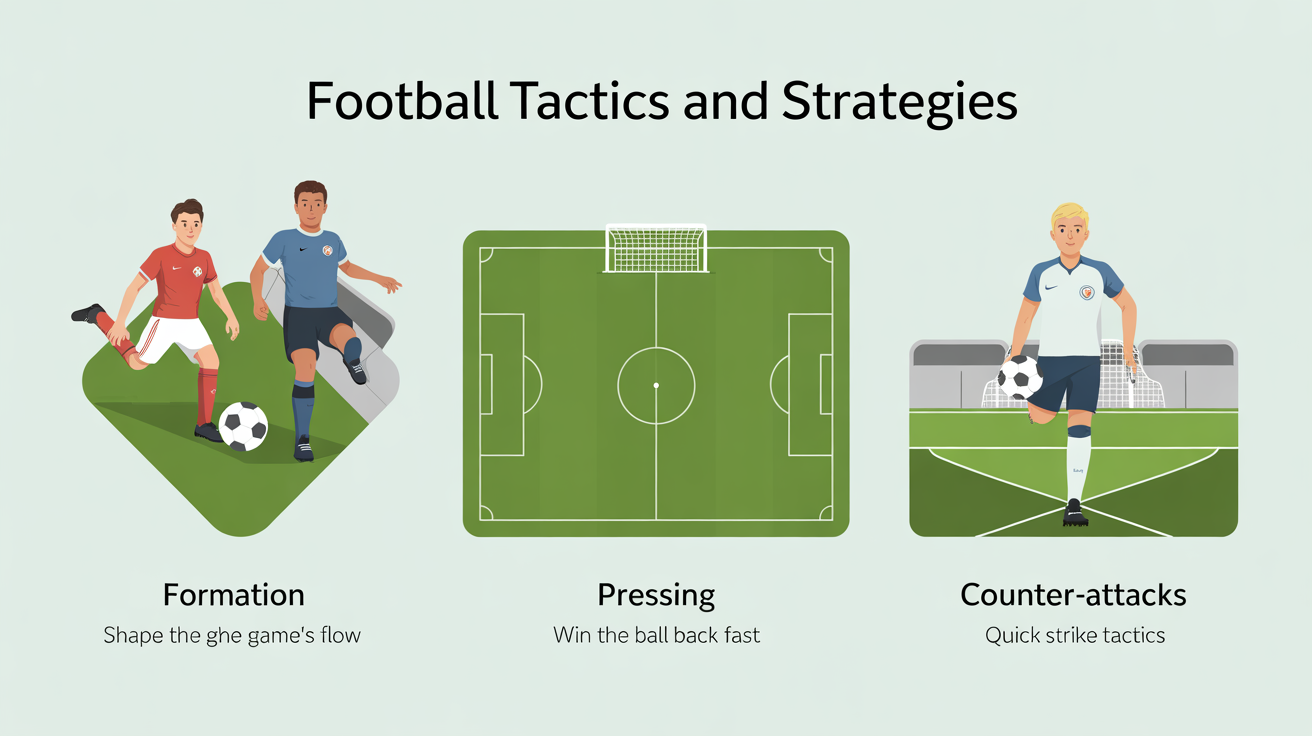 Football Tactics and Strategies
Formation
Shape the ghe game's flow
Pressing
Win the ball back fast
Counter-attacks
Quick strike tactics